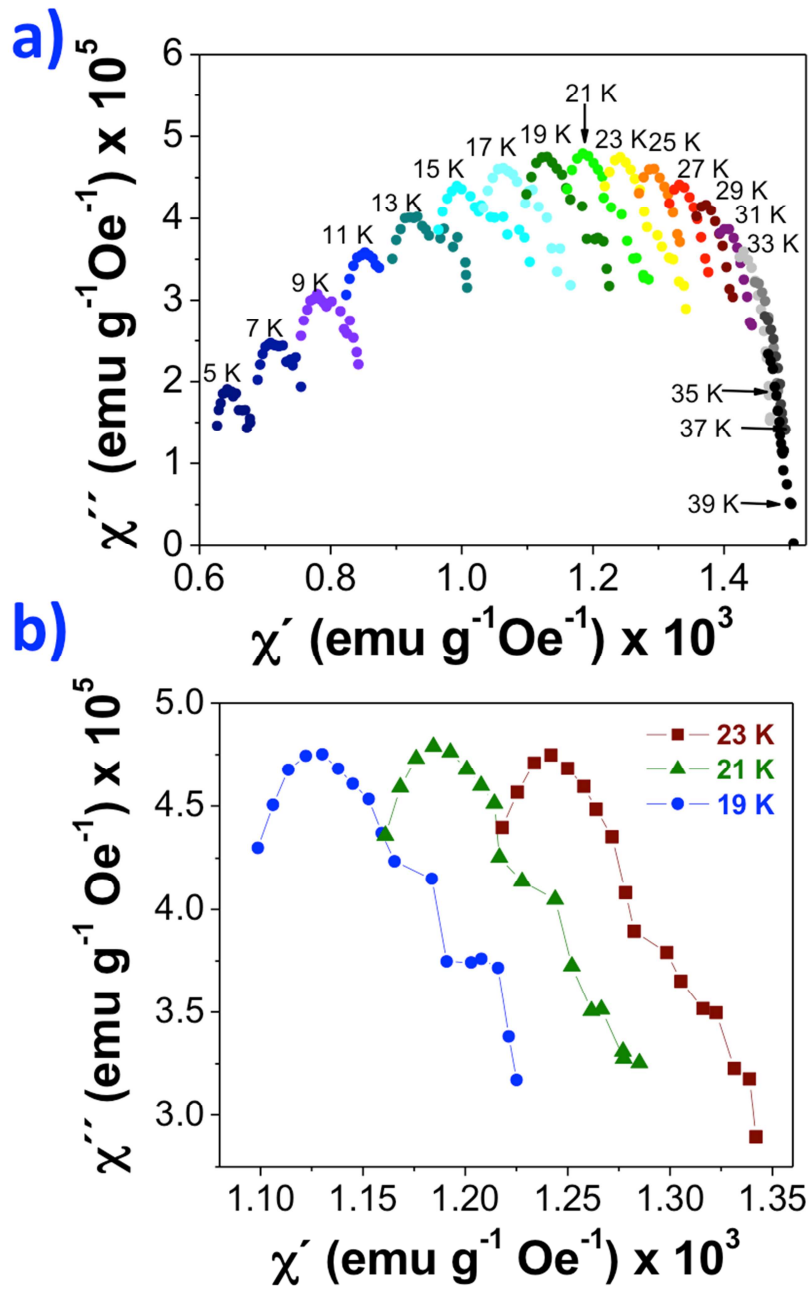 a)
6
5
4
3
2
1
0
χ´´ (emu g⁻¹Oe⁻¹) x 10⁵
5 K
7 K
9 K
11 K
13 K
15 K
17 K
19 K
21 K
23 K
25 K
27 K
29 K
31 K
33 K
35 K
37 K
39 K
0.6 0.8 1.0 1.2 1.4
χ´ (emu g⁻¹Oe⁻¹) x 10³
b)
5.0
4.5
4.0
3.5
3.0
χ´´ (emu g⁻¹ Oe⁻¹) x 10⁵
23 K
21 K
19 K
1.10 1.15 1.20 1.25 1.30 1.35
χ´ (emu g⁻¹ Oe⁻¹) x 10³